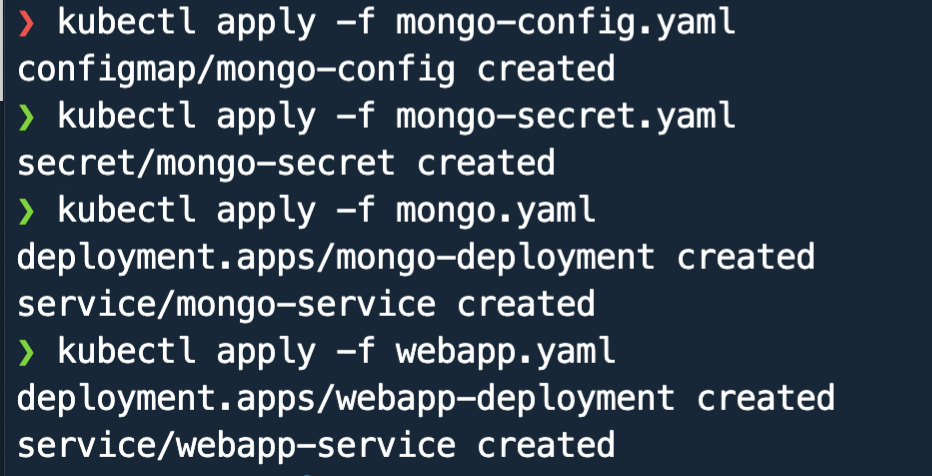 ❯ kubectl apply -f mongo-config.yaml
configmap/mongo-config created
❯ kubectl apply -f mongo-secret.yaml
secret/mongo-secret created
❯ kubectl apply -f mongo.yaml
deployment.apps/mongo-deployment created
service/mongo-service created
❯ kubectl apply -f webapp.yaml
deployment.apps/webapp-deployment created
service/webapp-service created